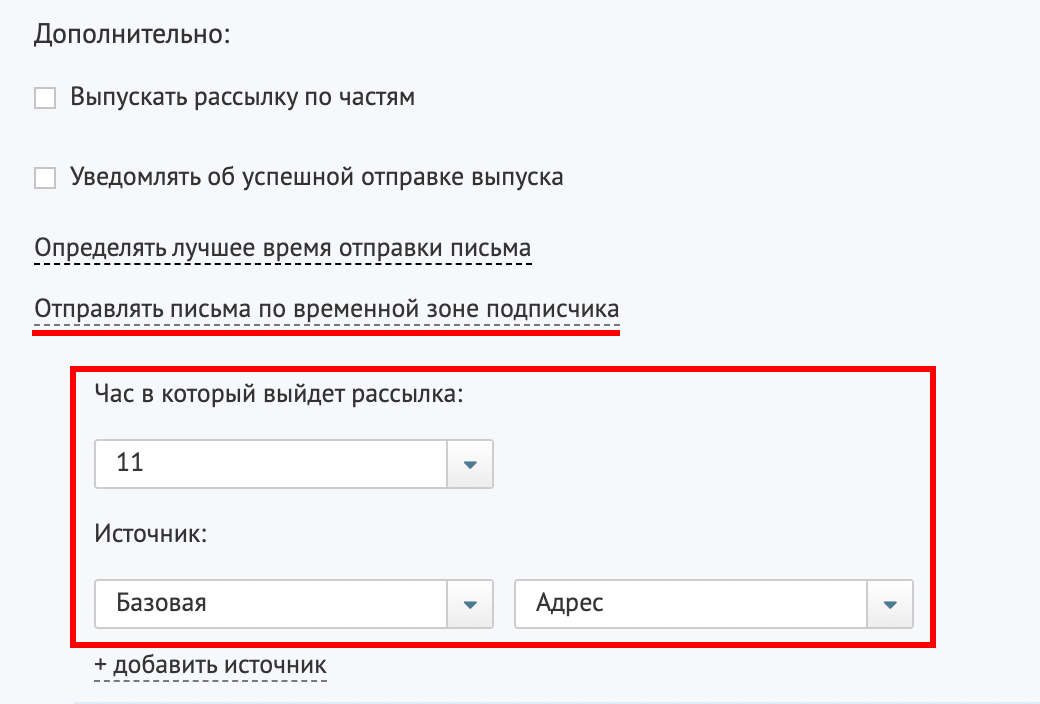 Дополнительно:
Выпускать рассылку по частям
Уведомлять об успешной отправке выпуска
Определять лучшее время отправки письма
Отправлять письма по временной зоне подписчика
Час в который выйдет рассылка:
11
Источник:
Базовая Адрес
+ добавить источник